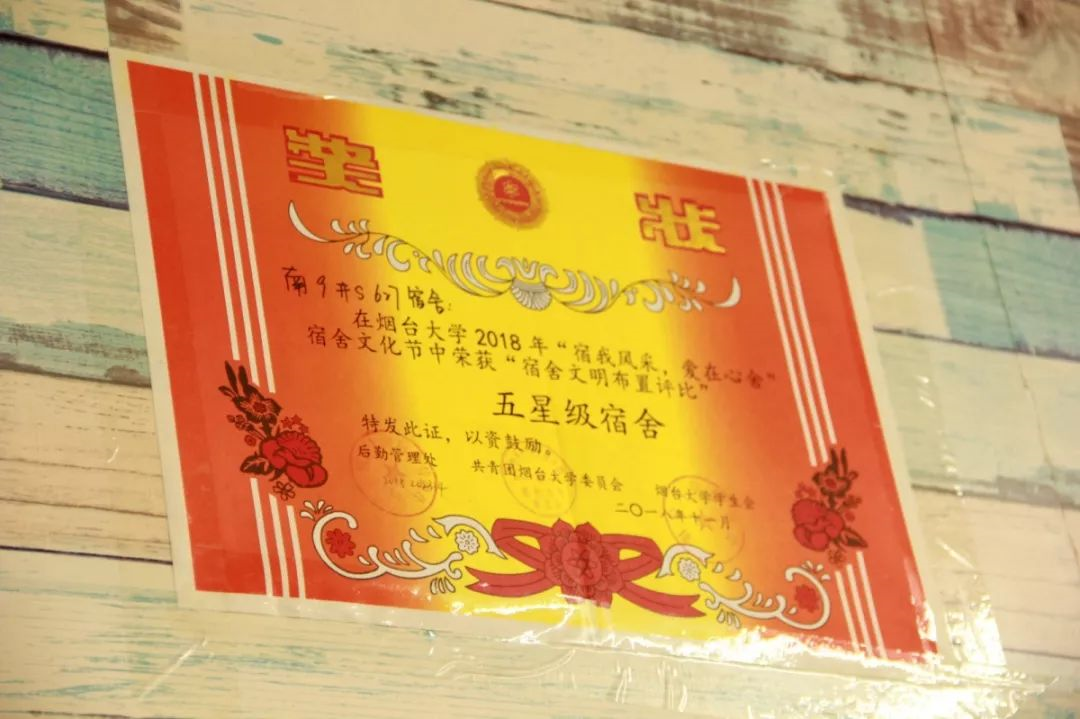 奖 状
南9#S627宿舍:
在烟台大学2018年“宿我风采,爱在心舍”
宿舍文化节中荣获“宿舍文明布置评比”
五星级宿舍
特发此证,以资鼓励。
后勤管理处 共青团烟台大学委员会 烟台大学学生会
二〇一八年十一月